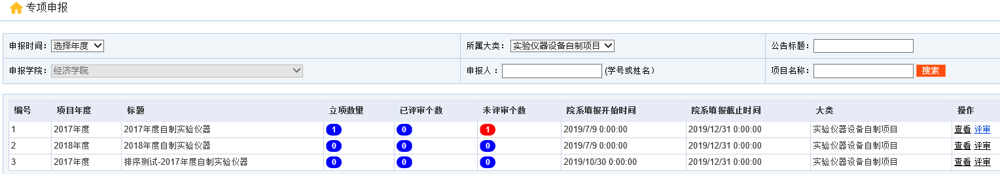 专项申报
申报时间： 选择年度 所属大类： 实验仪器设备自制项目 公告标题：
申报学院： 经济学院 申报人 ： (学号或姓名) 项目名称： 搜索
编号 项目年度 标题 立项数量 已评审个数 未评审个数 院系填报开始时间 院系填报截止时间 大类 操作
1 2017年度 2017年度自制实验仪器 1 0 1 2019/7/9 0:00:00 2019/12/31 0:00:00 实验仪器设备自制项目 查看 评审
2 2018年度 2018年度自制实验仪器 0 0 0 2019/7/9 0:00:00 2019/12/31 0:00:00 实验仪器设备自制项目 查看 评审
3 2017年度 排序测试-2017年度自制实验仪器 0 0 0 2019/10/30 0:00:00 2019/12/31 0:00:00 实验仪器设备自制项目 查看 评审